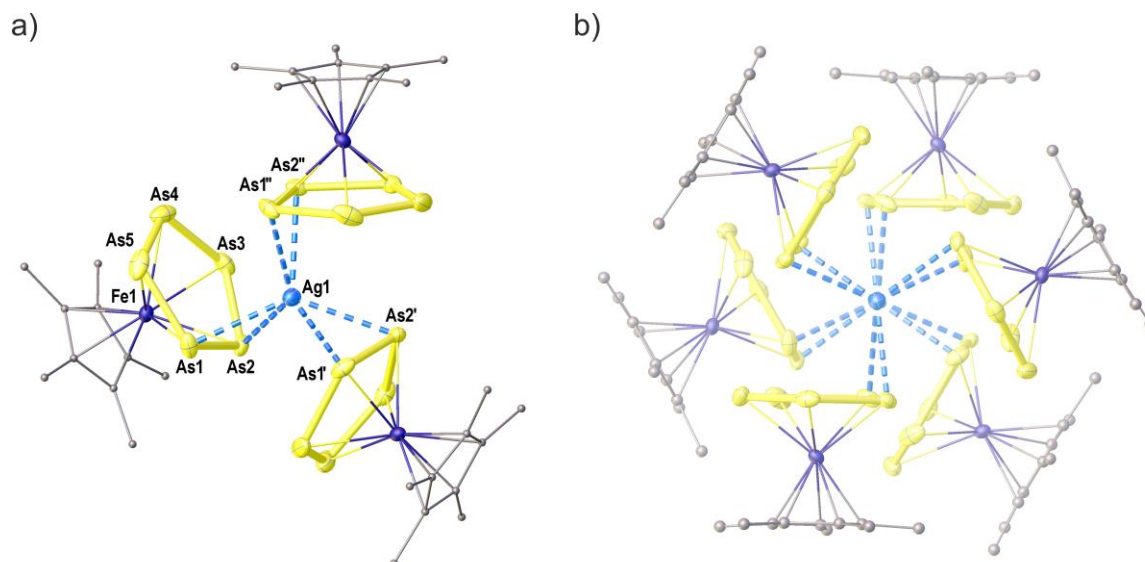 a)
b)
As2"
As1"
As4
As5
As3
Fe1
Ag1
As2'
As1
As2
As1'